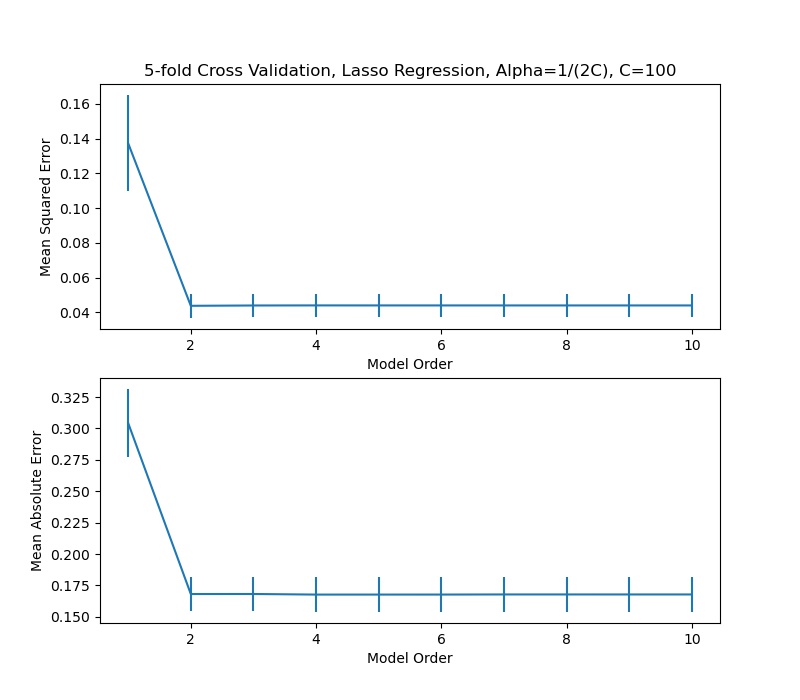 5-fold Cross Validation, Lasso Regression, Alpha=1/(2C), C=100
0.16
0.14
0.12
0.10
0.08
0.06
0.04
Mean Squared Error
2 4 6 8 10
Model Order
0.325
0.300
0.275
0.250
0.225
0.200
0.175
0.150
Mean Absolute Error
2 4 6 8 10
Model Order